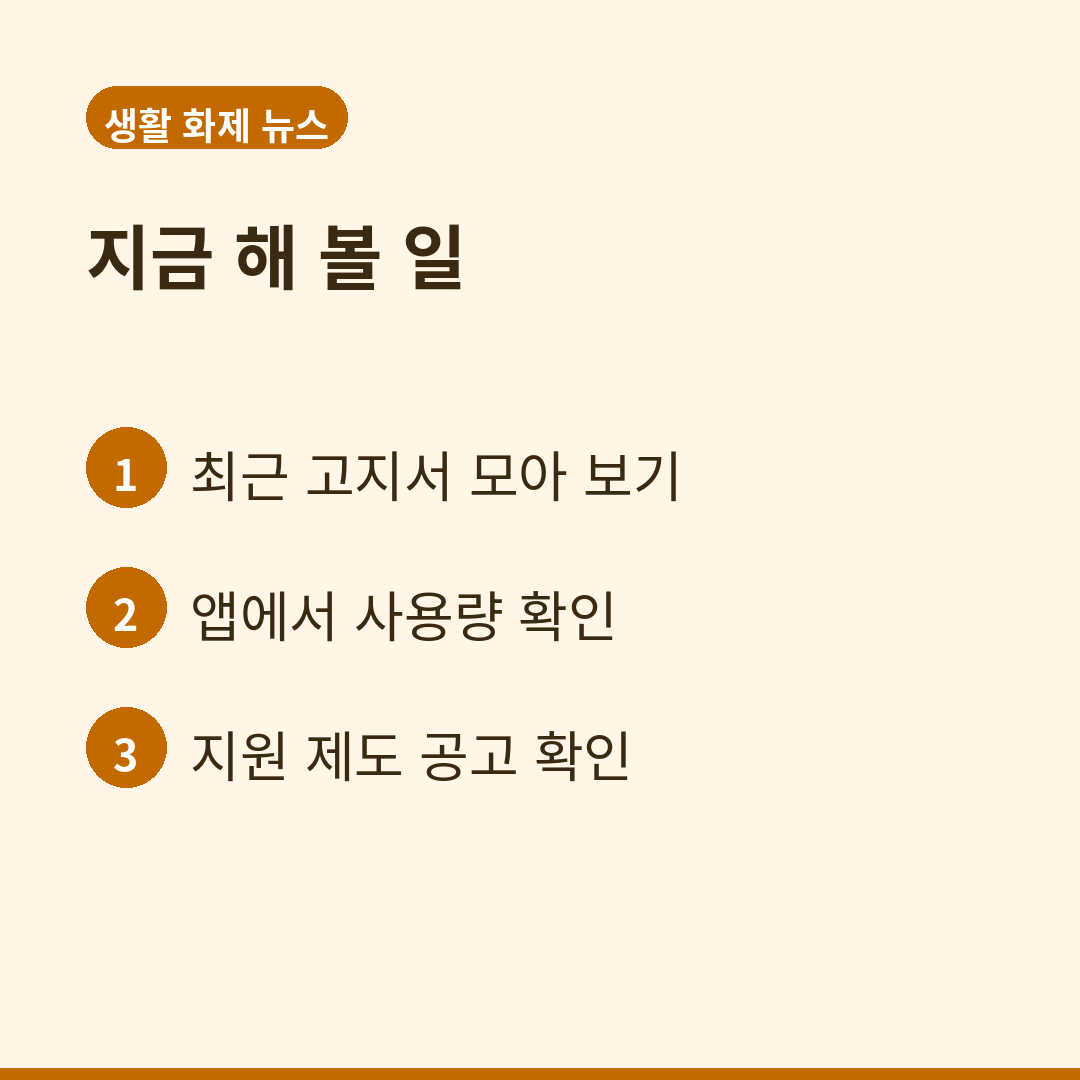 생활 화제 뉴스
지금 해 볼 일
1 최근 고지서 모아 보기
2 앱에서 사용량 확인
3 지원 제도 공고 확인